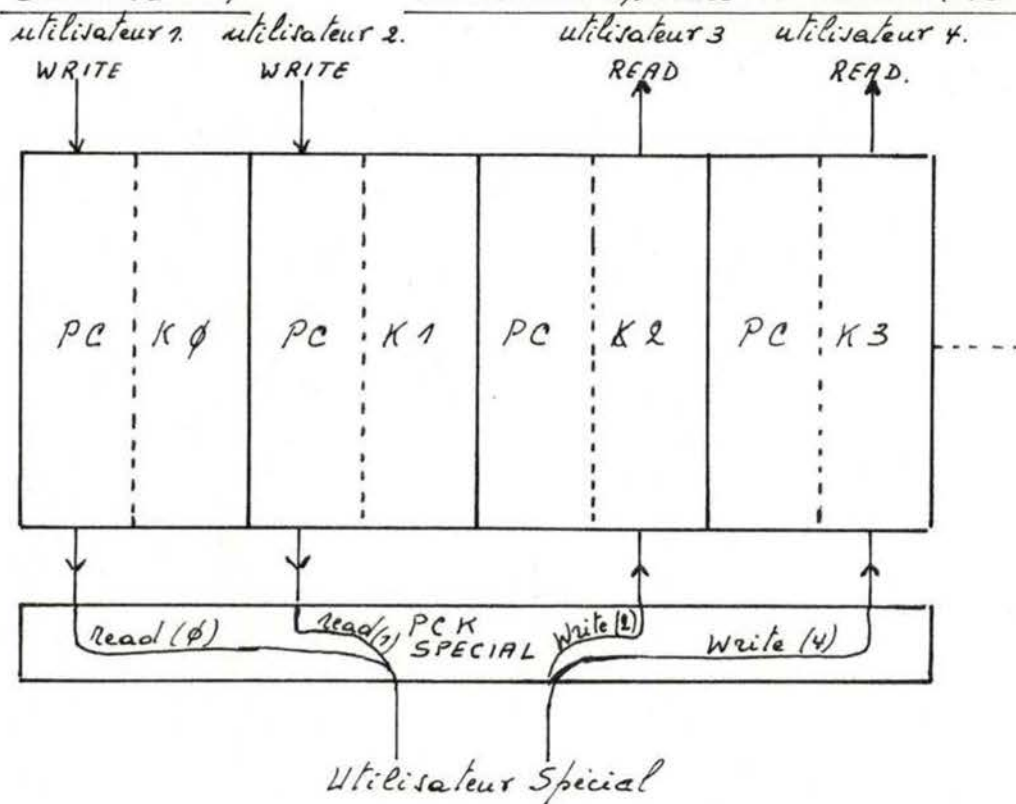 utilisateur 1. utilisateur 2. utilisateur 3 utilisateur 4.
WRITE WRITE READ READ.
PC K Ø PC K 1 PC K 2 PC K 3
read (Ø) read (1) PCK SPECIAL Write (2) Write (4)
Utilisateur Spécial